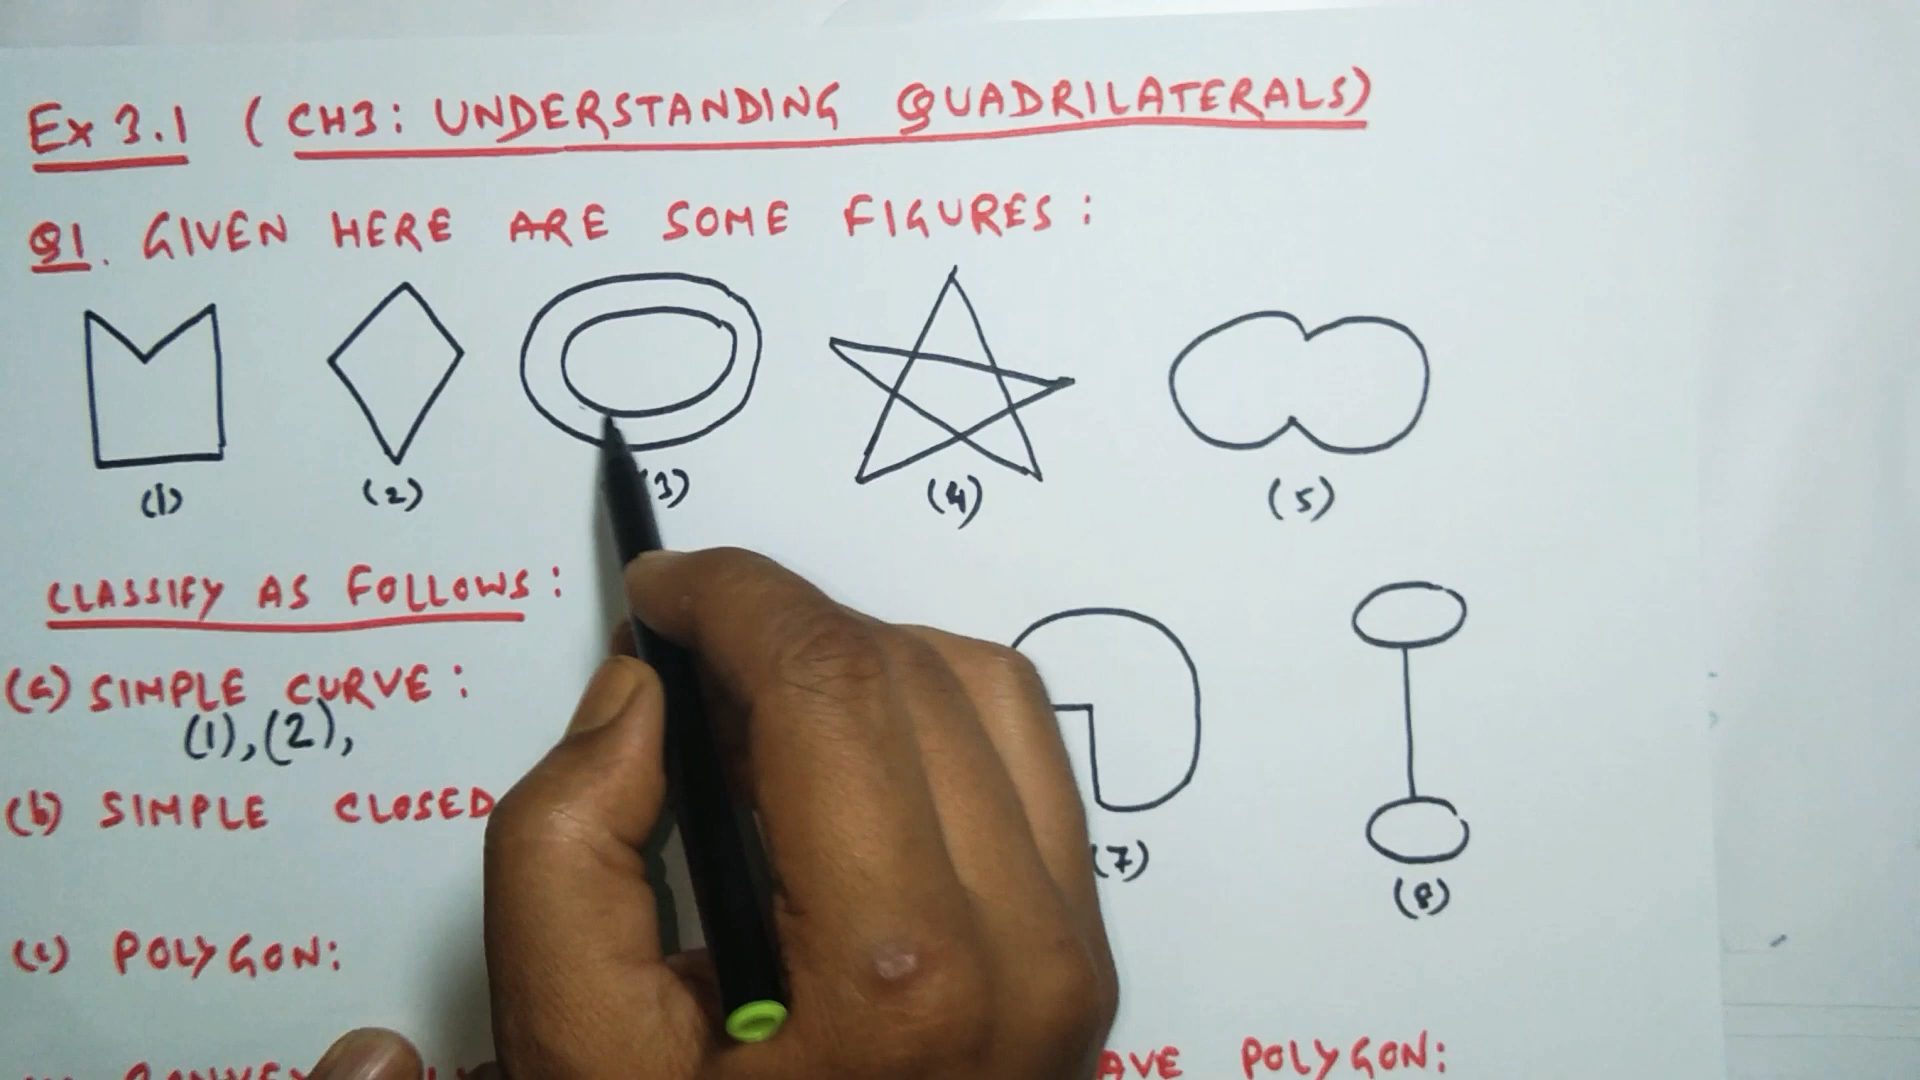 Ex 3.1 ( CH3: UNDERSTANDING QUADRILATERALS)
Q1. GIVEN HERE ARE SOME FIGURES:
(1) (2) 3) (4) (5)
CLASSIFY AS FOLLOWS:
(a) SIMPLE CURVE:
(1), (2),
(b) SIMPLE CLOSED
(7) (8)
(c) POLYGON:
POLYGON: